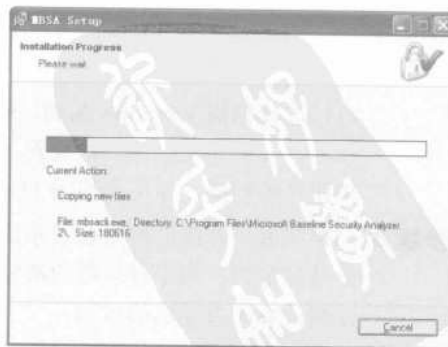 MBSA Setup
Installation Progress
Please wait
Current Action:
Copying new files
File: mbsacli.exe, Directory: C:\Program Files\Microsoft Baseline Security Analyzer
2\, Size: 180616
Cancel